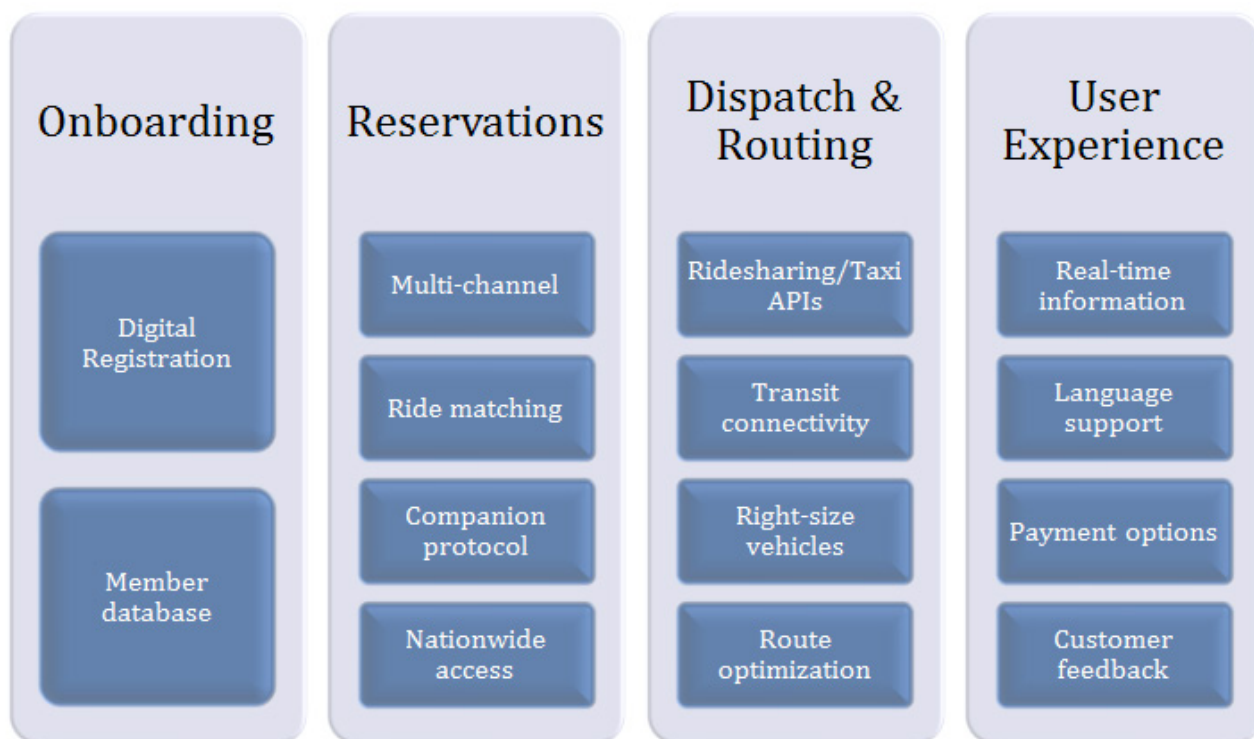 Onboarding
Digital
Registration
Member
database
Reservations
Multi-channel
Ride matching
Companion
protocol
Nationwide
access
Dispatch &
Routing
Ridesharing/Taxi
APIs
Transit
connectivity
Right-size
vehicles
Route
optimization
User
Experience
Real-time
information
Language
support
Payment options
Customer
feedback